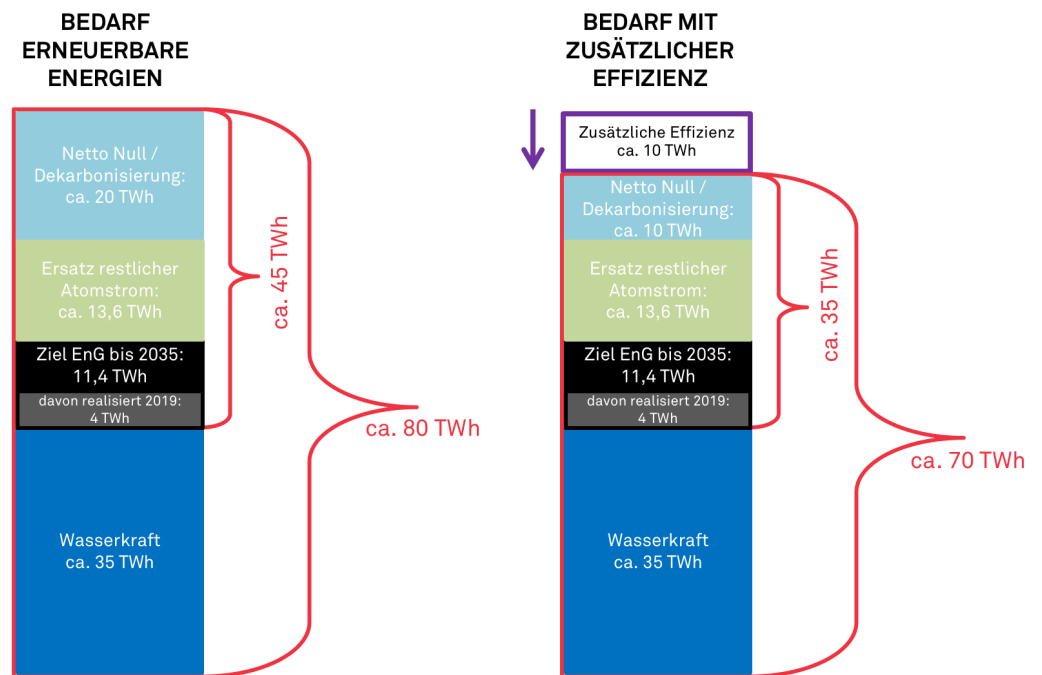 BEDARF
ERNEUERBARE
ENERGIEN
Netto Null /
Dekarbonisierung:
ca. 20 TWh
Ersatz restlicher
Atomstrom:
ca. 13,6 TWh
Ziel EnG bis 2035:
11,4 TWh
davon realisiert 2019:
4 TWh
Wasserkraft
ca. 35 TWh
ca. 45 TWh
ca. 80 TWh
BEDARF MIT
ZUSÄTZLICHER
EFFIZIENZ
Zusätzliche Effizienz
ca. 10 TWh
Netto Null /
Dekarbonisierung:
ca. 10 TWh
Ersatz restlicher
Atomstrom:
ca. 13,6 TWh
Ziel EnG bis 2035:
11,4 TWh
davon realisiert 2019:
4 TWh
Wasserkraft
ca. 35 TWh
ca. 35 TWh
ca. 70 TWh